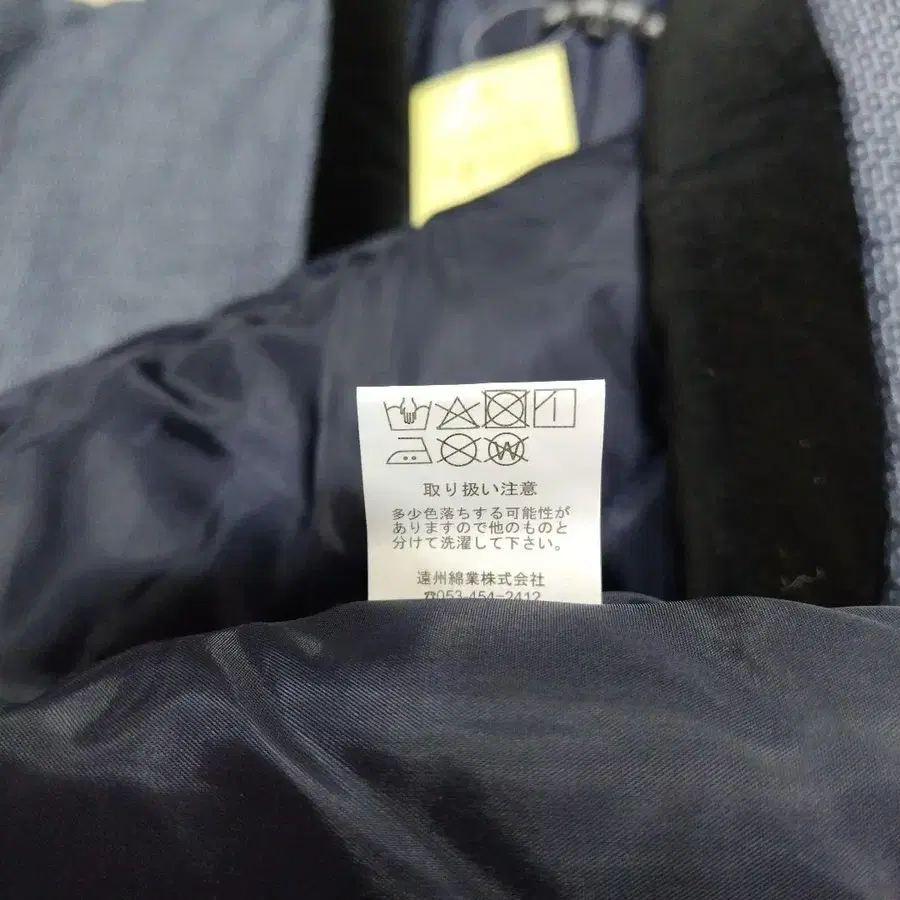 取り扱い注意
多少色落ちする可能性が
ありますので他のものと
分けて洗濯して下さい。
遠州綿業株式会社
☎053-454-2412